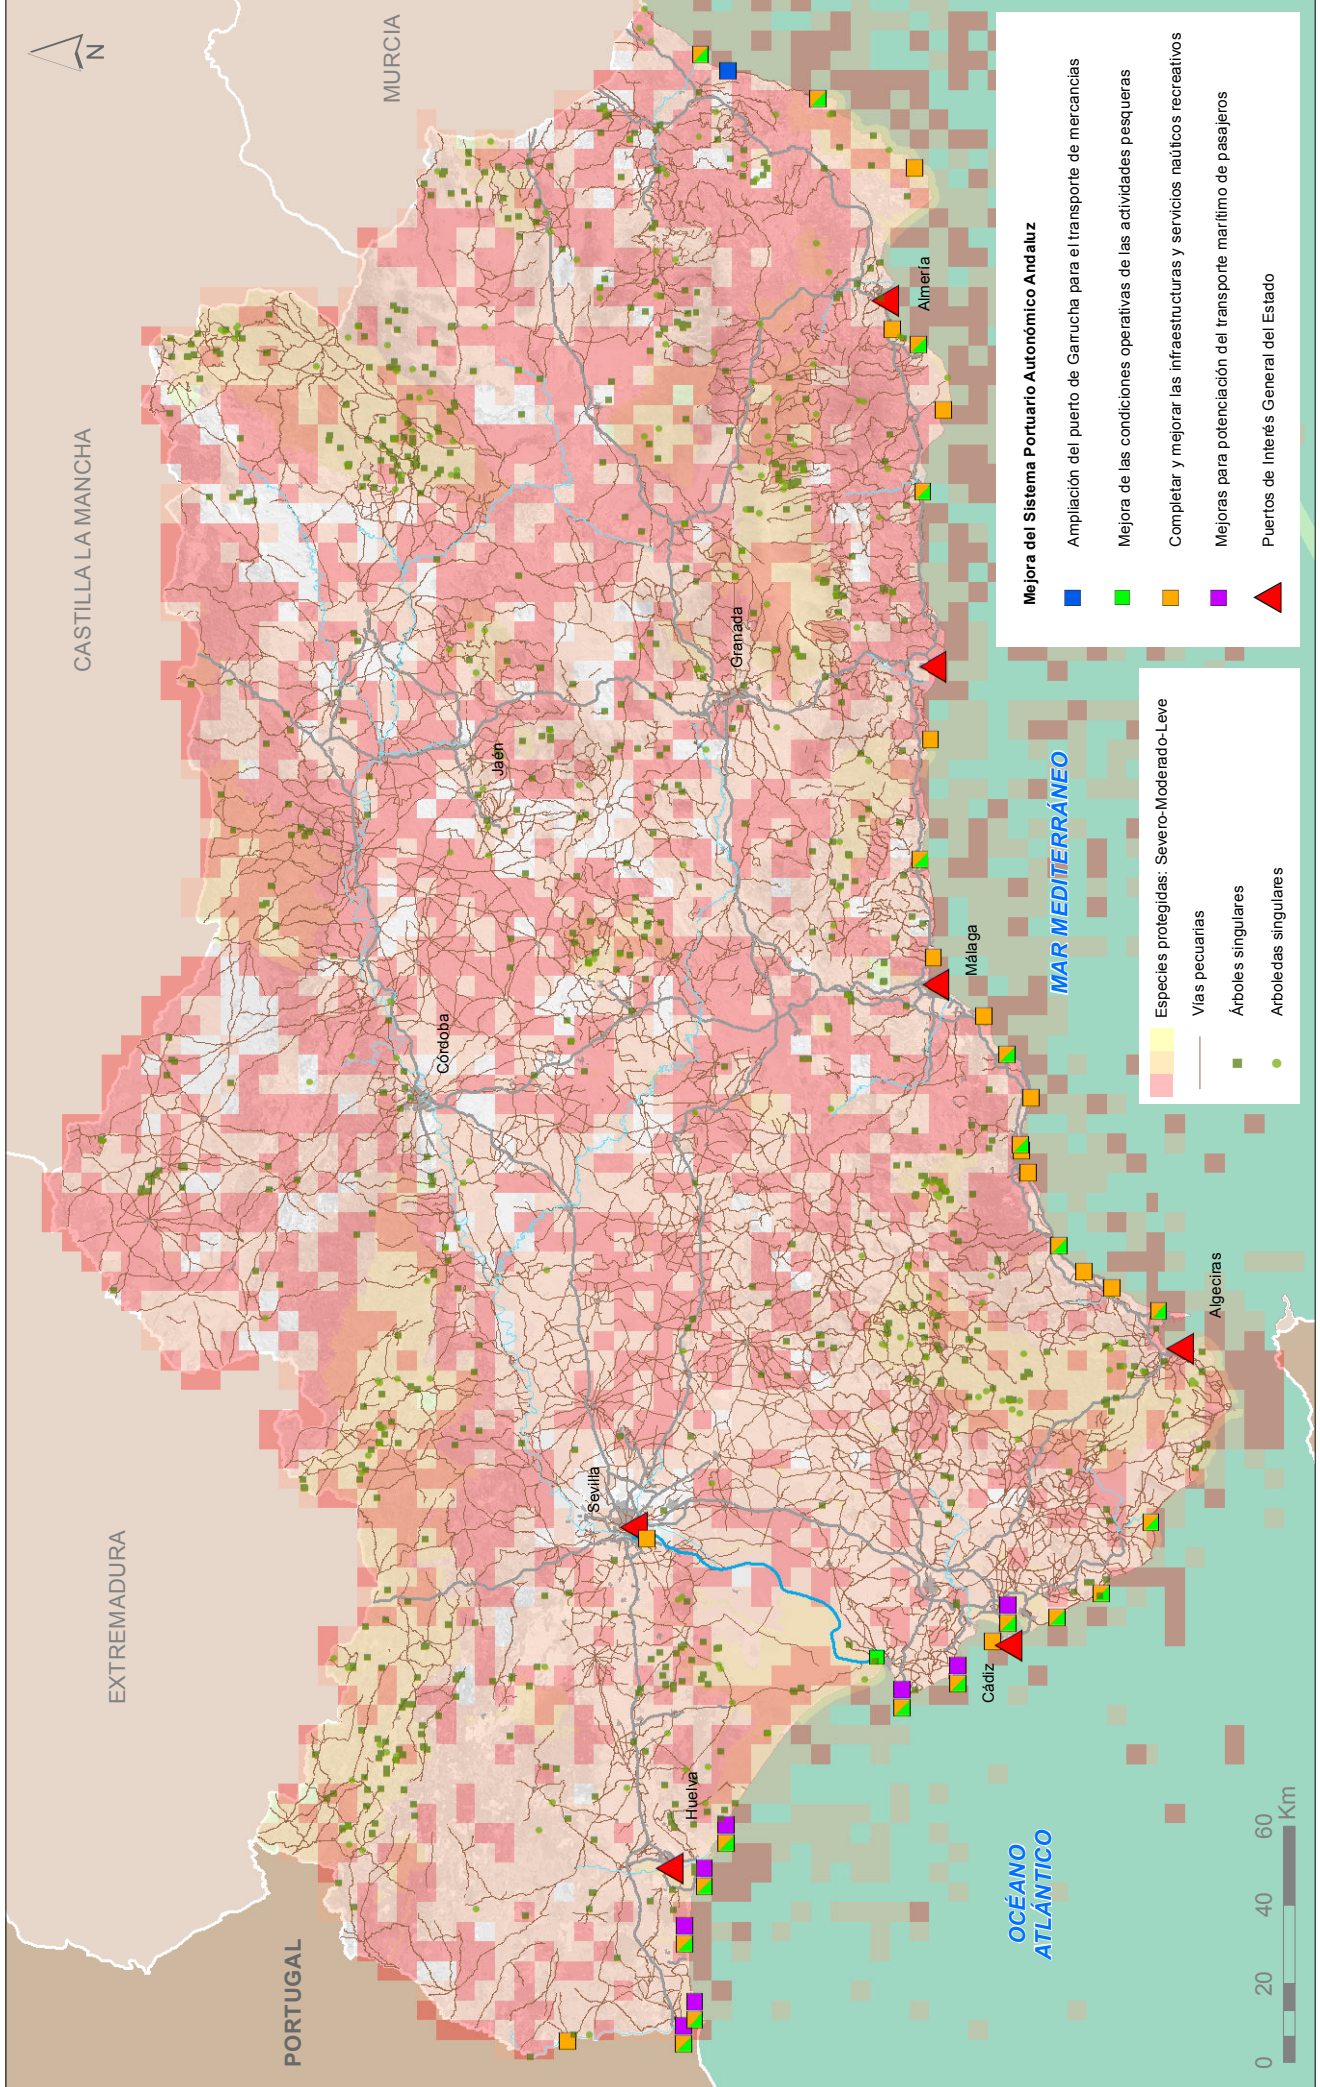 N
MURCIA
CASTILLA LA MANCHA
EXTREMADURA
PORTUGAL
Jaén
Córdoba
Granada
Almería
Sevilla
Málaga
Huelva
Cádiz
Algeciras
MAR MEDITERRÁNEO
OCÉANO
ATLÁNTICO
0 20 40 60
Km
Especies protegidas: Severo-Moderado-Leve
Vías pecuarias
Árboles singulares
Arboledas singulares
Mejora del Sistema Portuario Autonómico Andaluz
Ampliación del puerto de Garrucha para el transporte de mercancías
Mejora de las condiciones operativas de las actividades pesqueras
Completar y mejorar las infraestructuras y servicios naúticos recreativos
Mejoras para potenciación del transporte marítimo de pasajeros
Puertos de Interés General del Estado